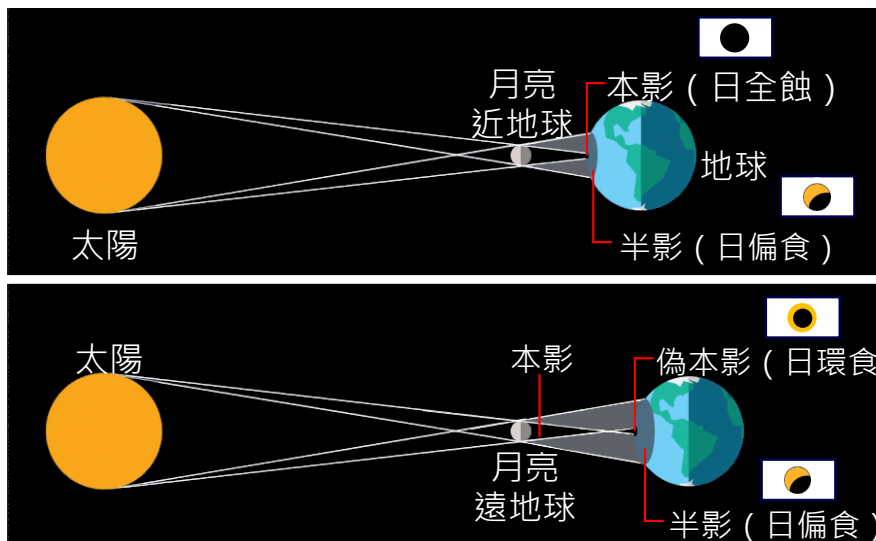 月亮
近地球
本影（日全蝕）
地球
太陽
半影（日偏食）
太陽
本影
偽本影（日環食
月亮
遠地球
半影（日偏食）